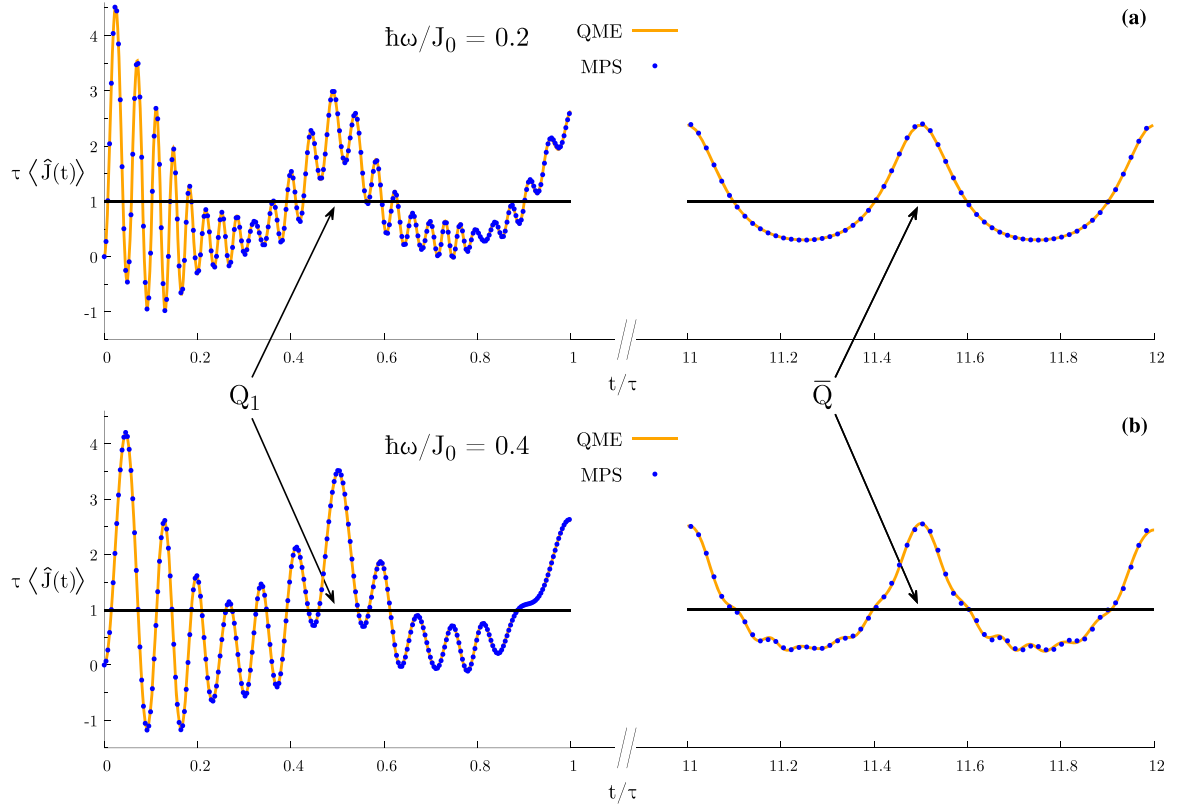 (a)
ħω/J₀ = 0.2
QME
MPS
τ ⟨Ĵ(t)⟩
4
3
2
1
0
-1
0 0.2 0.4 0.6 0.8 1 11 11.2 11.4 11.6 11.8 12
t/τ
Q₁ Q̅
(b)
ħω/J₀ = 0.4
QME
MPS
τ ⟨Ĵ(t)⟩
4
3
2
1
0
-1
0 0.2 0.4 0.6 0.8 1 11 11.2 11.4 11.6 11.8 12
t/τ